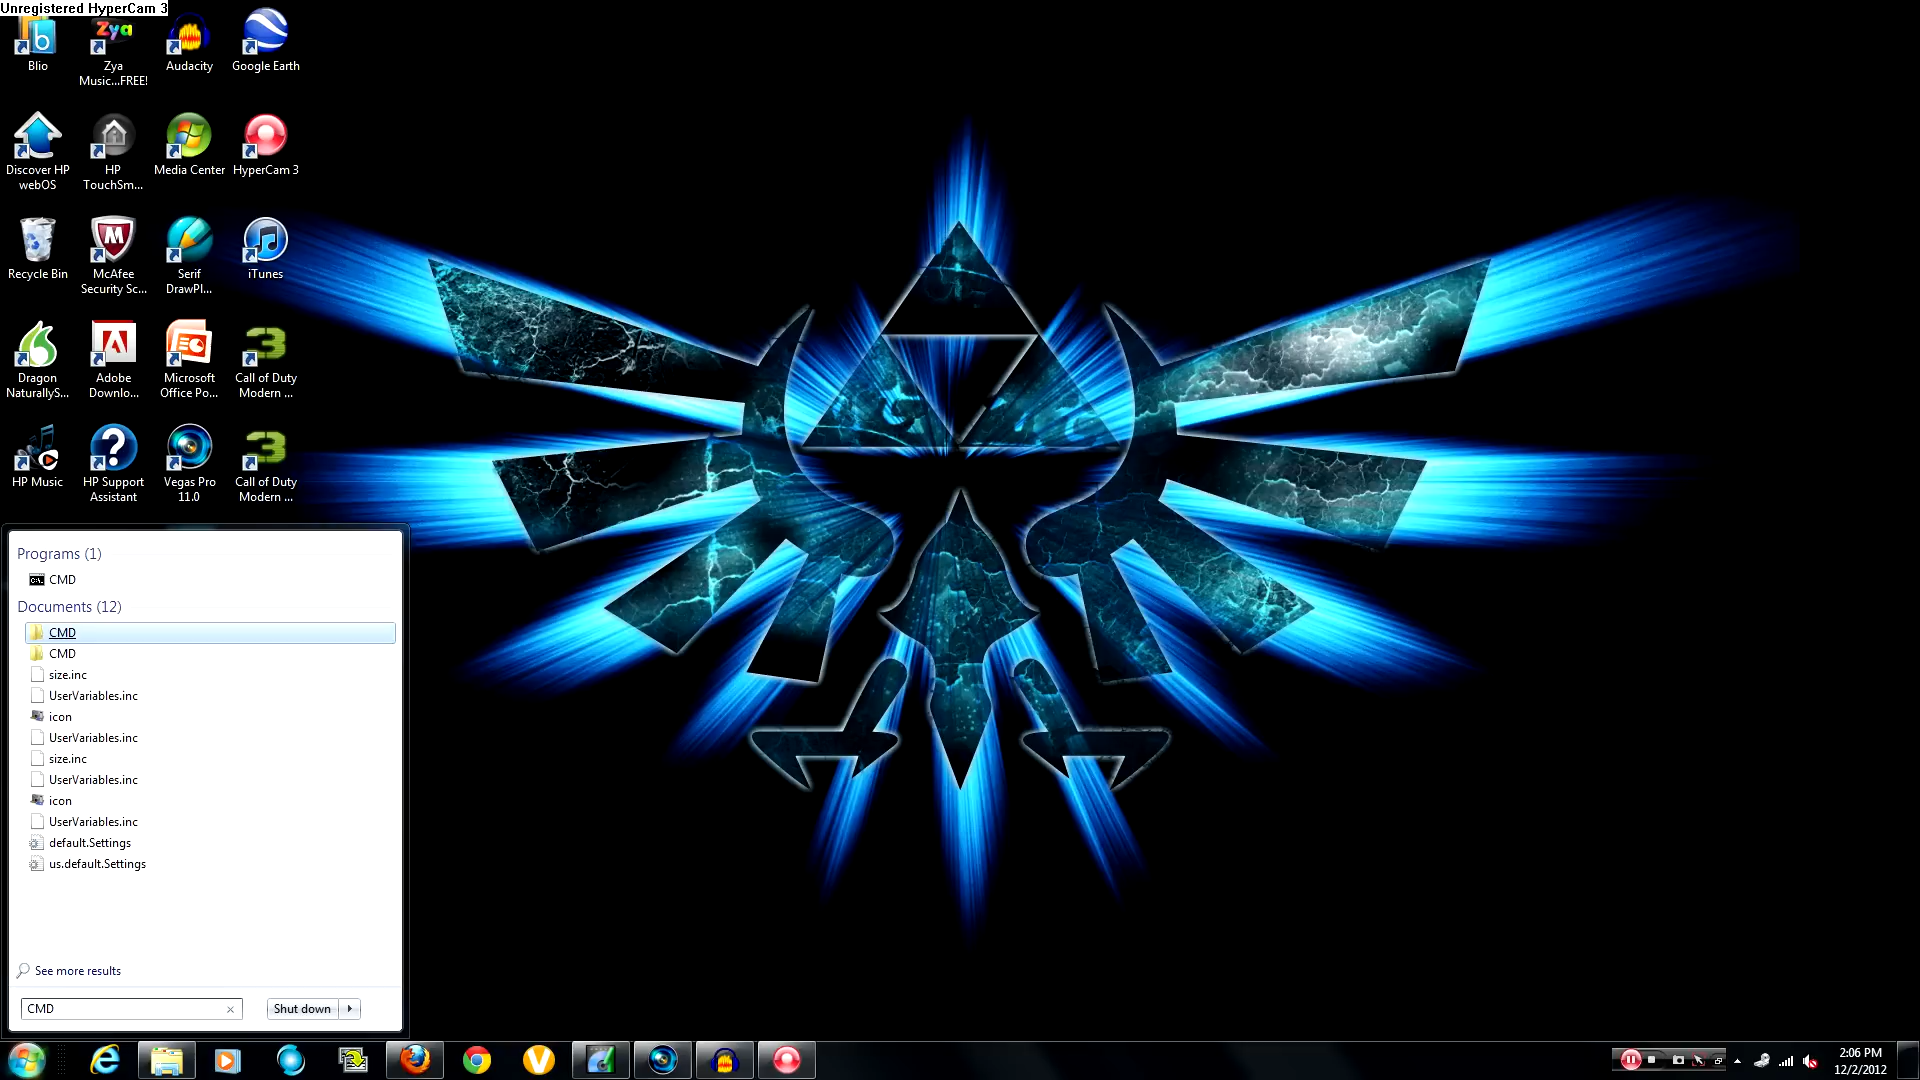 Unregistered HyperCam 3
Blio
Zya
Music...FREE!
Audacity
Google Earth
Discover HP
webOS
HP
TouchSm...
Media Center
HyperCam 3
Recycle Bin
McAfee
Security Sc...
Serif
DrawPl...
iTunes
Dragon
NaturallyS...
Adobe
Downlo...
Microsoft
Office Po...
Call of Duty
Modern ...
HP Music
HP Support
Assistant
Vegas Pro
11.0
Call of Duty
Modern ...
Programs (1)
CMD
Documents (12)
CMD
CMD
size.inc
UserVariables.inc
icon
UserVariables.inc
size.inc
UserVariables.inc
icon
UserVariables.inc
default.Settings
us.default.Settings
See more results
CMD
Shut down
2:06 PM
12/2/2012